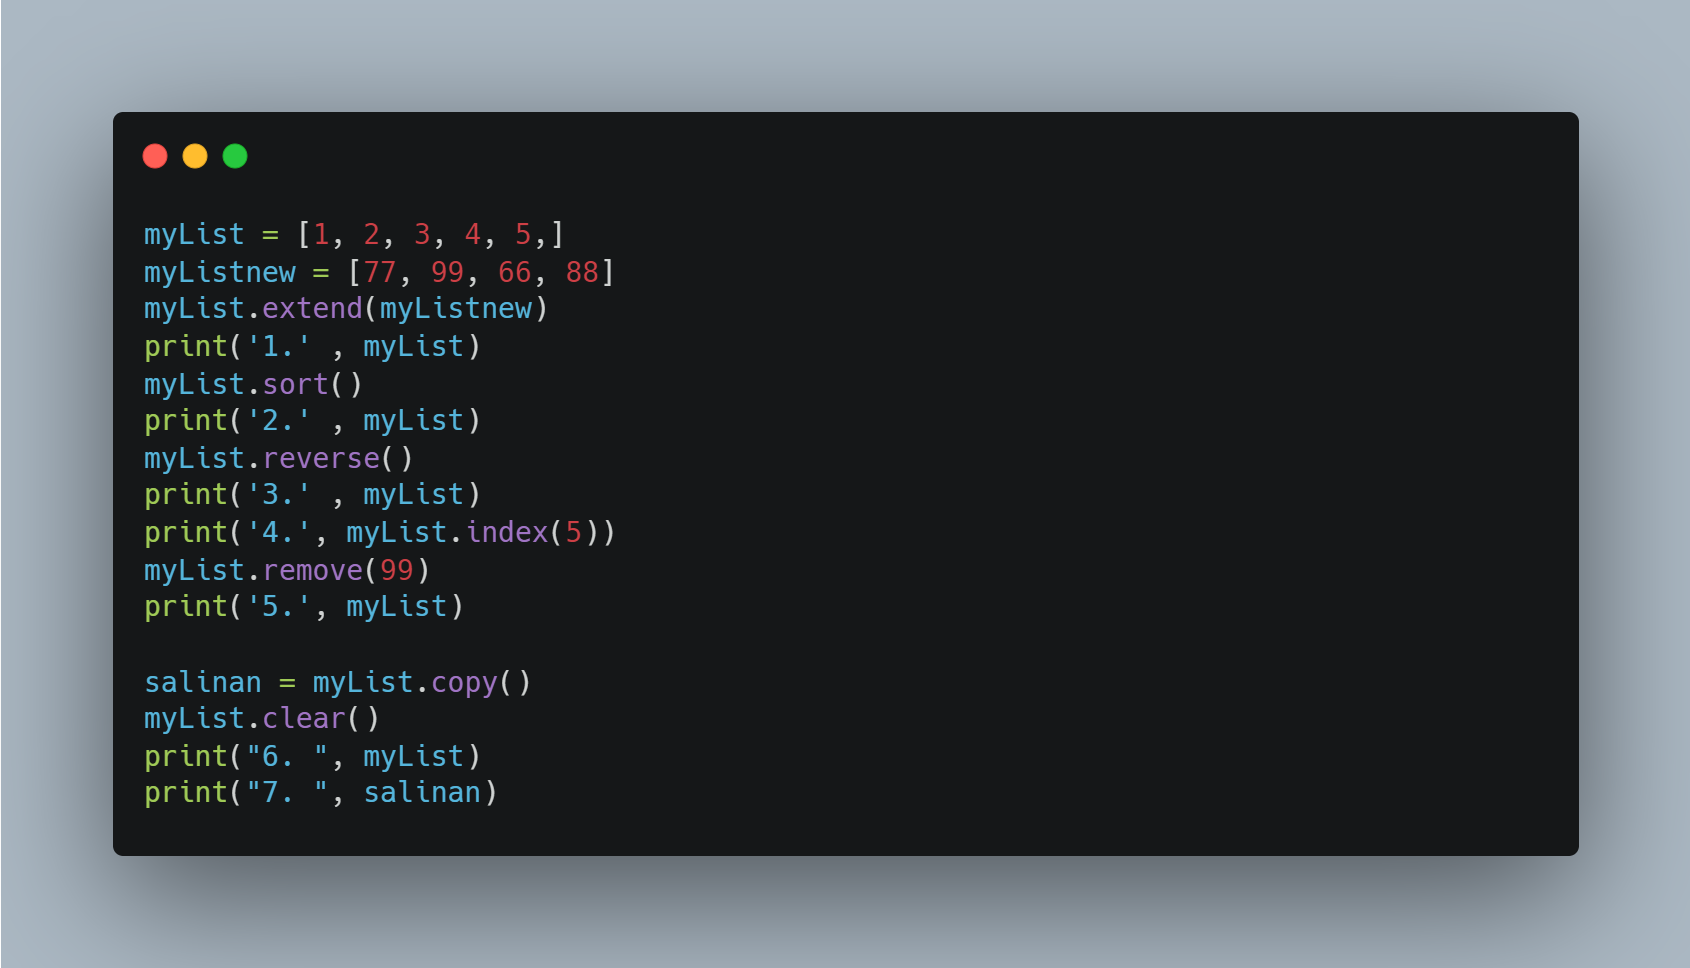 myList = [1, 2, 3, 4, 5,]
myListnew = [77, 99, 66, 88]
myList.extend(myListnew)
print('1.' , myList)
myList.sort()
print('2.' , myList)
myList.reverse()
print('3.' , myList)
print('4.', myList.index(5))
myList.remove(99)
print('5.', myList)

salinan = myList.copy()
myList.clear()
print("6. ", myList)
print("7. ", salinan)